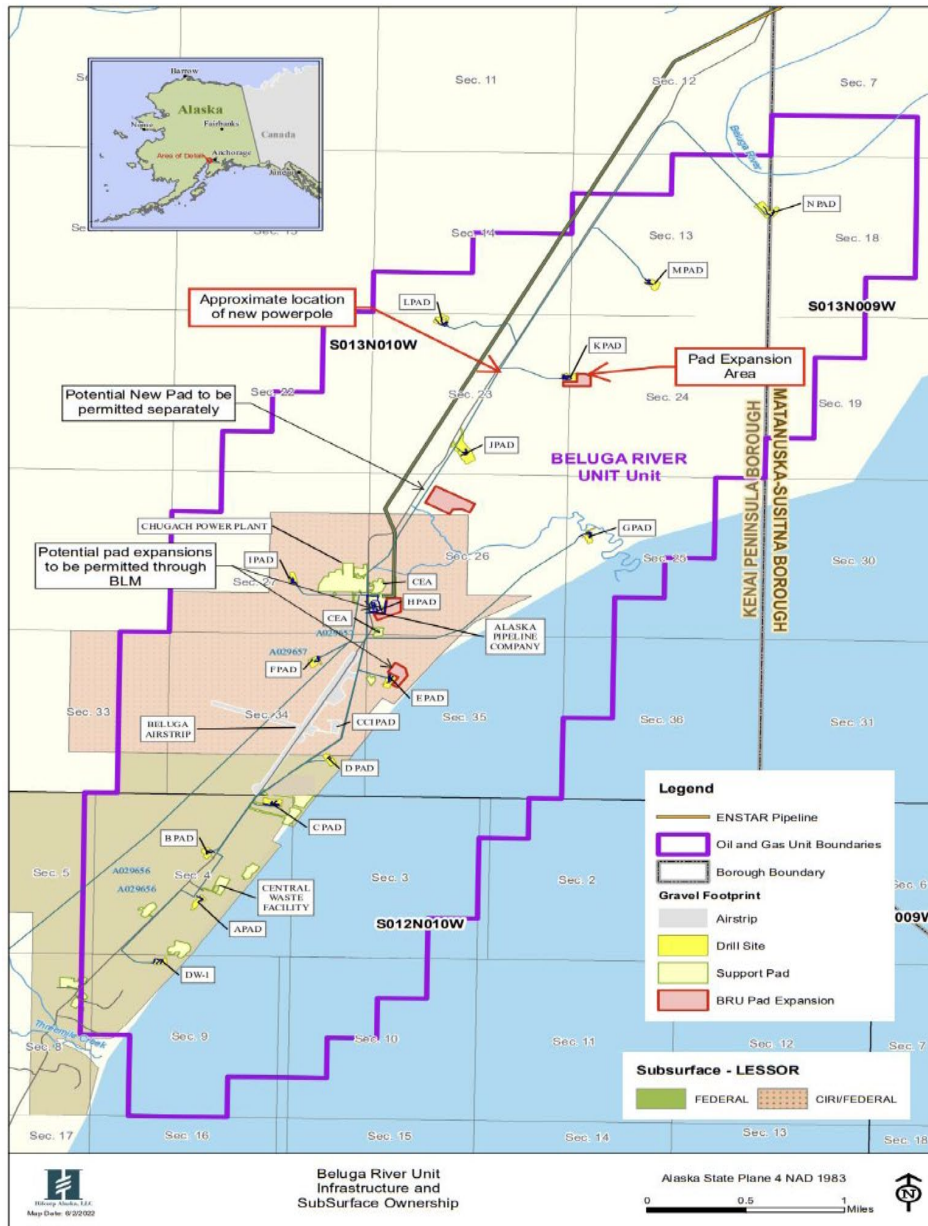 Barrow
Alaska
Nome
Fairbanks
Canada
Area of Detail
Anchorage
Juneau
Sec. 11
Sec. 12
Sec. 7
Beluga River
N PAD
Sec. 14
Sec. 13
Sec. 18
M PAD
Approximate location
of new powerpole
L PAD
S013N009W
S013N010W
K PAD
Pad Expansion
Area
Potential New Pad to be
permitted separately
Sec. 22
Sec. 23
Sec. 24
Sec. 19
J PAD
BELUGA RIVER
UNIT Unit
KENAI PENINSULA BOROUGH
MATANUSKA-SUSITNA BOROUGH
CHUGACH POWER PLANT
G PAD
Potential pad expansions
to be permitted through
BLM
Sec. 26
Sec. 25
Sec. 30
I PAD
Sec. 27
CEA
H PAD
CEA
A029657
ALASKA
PIPELINE
COMPANY
A029657
F PAD
E PAD
Sec. 33
Sec. 34
Sec. 35
Sec. 36
Sec. 31
BELUGA
AIRSTRIP
CCI PAD
D PAD
C PAD
B PAD
Sec. 5
A029656
A029656
Sec. 4
Sec. 3
Sec. 2
Sec. 6
CENTRAL
WASTE
FACILITY
A PAD
S012N010W
009W
DW-1
Threemile Creek
Sec. 8
Sec. 9
Sec. 10
Sec. 11
Sec. 12
Sec. 7
Sec. 17
Sec. 16
Sec. 15
Sec. 14
Sec. 13
Sec. 18
Legend
ENSTAR Pipeline
Oil and Gas Unit Boundaries
Borough Boundary
Gravel Footprint
Airstrip
Drill Site
Support Pad
BRU Pad Expansion
Subsurface - LESSOR
FEDERAL
CIRI/FEDERAL
Hilcorp Alaska, LLC
Map Date: 6/2/2022
Beluga River Unit
Infrastructure and
SubSurface Ownership
Alaska State Plane 4 NAD 1983
0 0.5 1
Miles
N